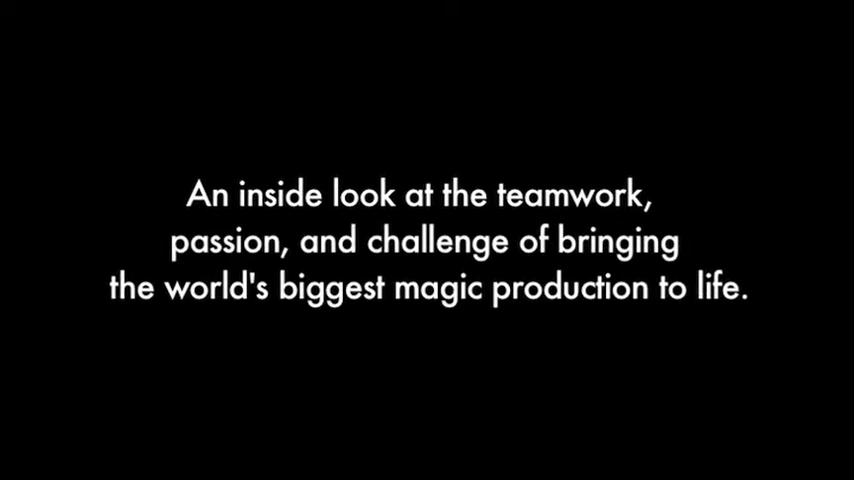 An inside look at the teamwork,
passion, and challenge of bringing
the world's biggest magic production to life.